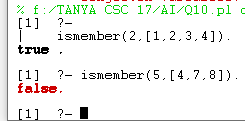 % f:/TANYA CSC 17/AI/Q10.pl c
[1]  ?-
|    ismember(2,[1,2,3,4]).
true .
[1]  ?- ismember(5,[4,7,8]).
false.
[1]  ?-